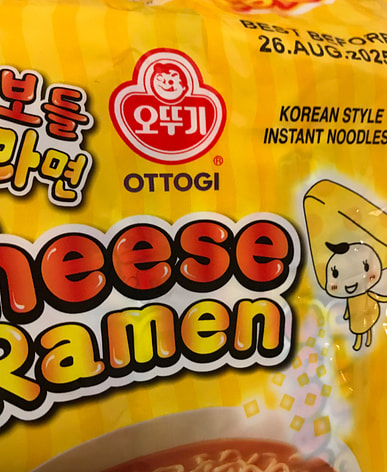 BEST BEFORE
26.AUG.2025
보들
라면
오뚜기
®
OTTOGI
KOREAN STYLE
INSTANT NOODLES
heese
Ramen